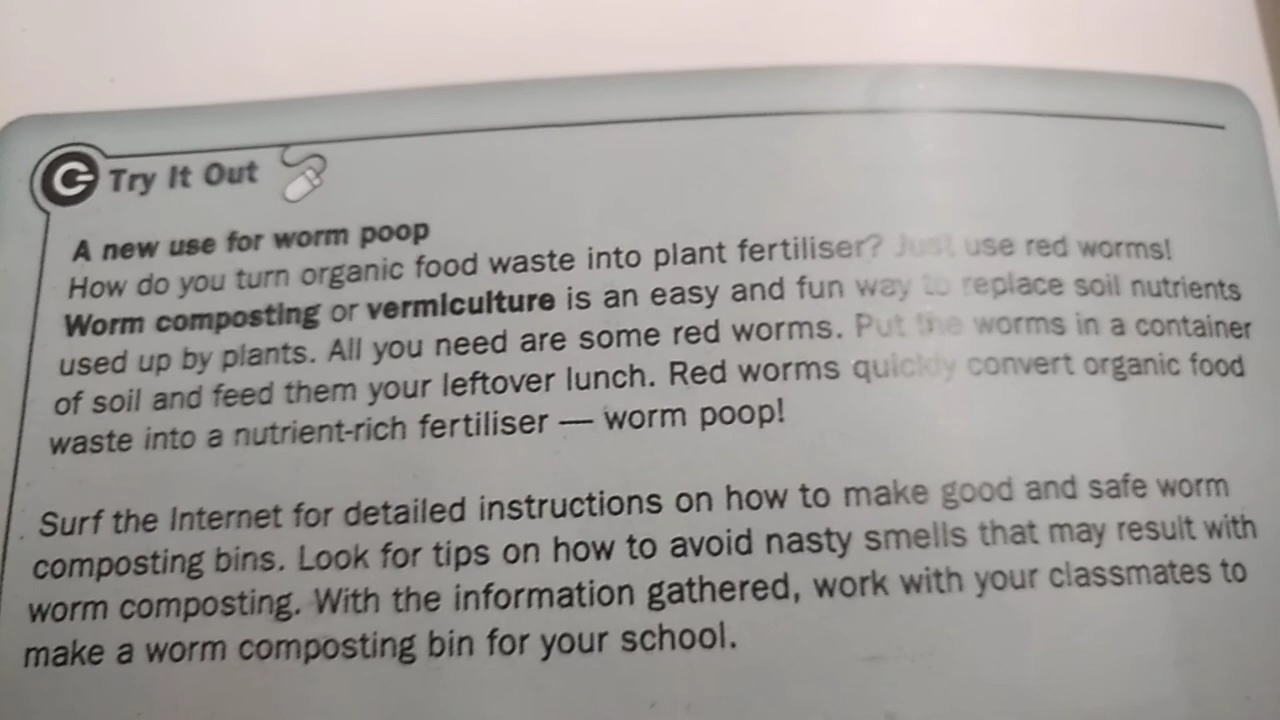 Try It Out
A new use for worm poop
How do you turn organic food waste into plant fertiliser? Just use red worms!
Worm composting or vermiculture is an easy and fun way to replace soil nutrients
used up by plants. All you need are some red worms. Put the worms in a container
of soil and feed them your leftover lunch. Red worms quickly convert organic food
waste into a nutrient-rich fertiliser — worm poop!
Surf the Internet for detailed instructions on how to make good and safe worm
composting bins. Look for tips on how to avoid nasty smells that may result with
worm composting. With the information gathered, work with your classmates to
make a worm composting bin for your school.